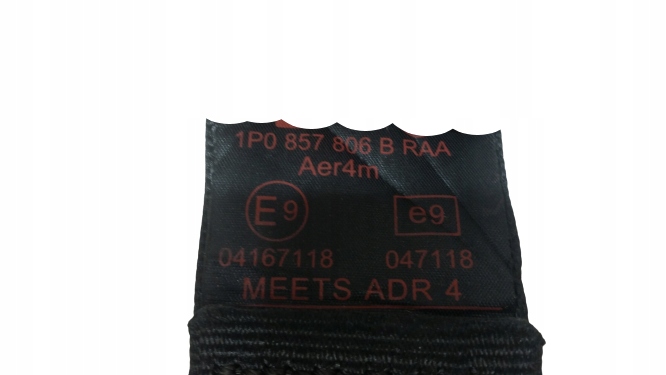 1P0 857 806 B RAA
Aer4m
E9 e9
04167118 047118
MEETS ADR 4